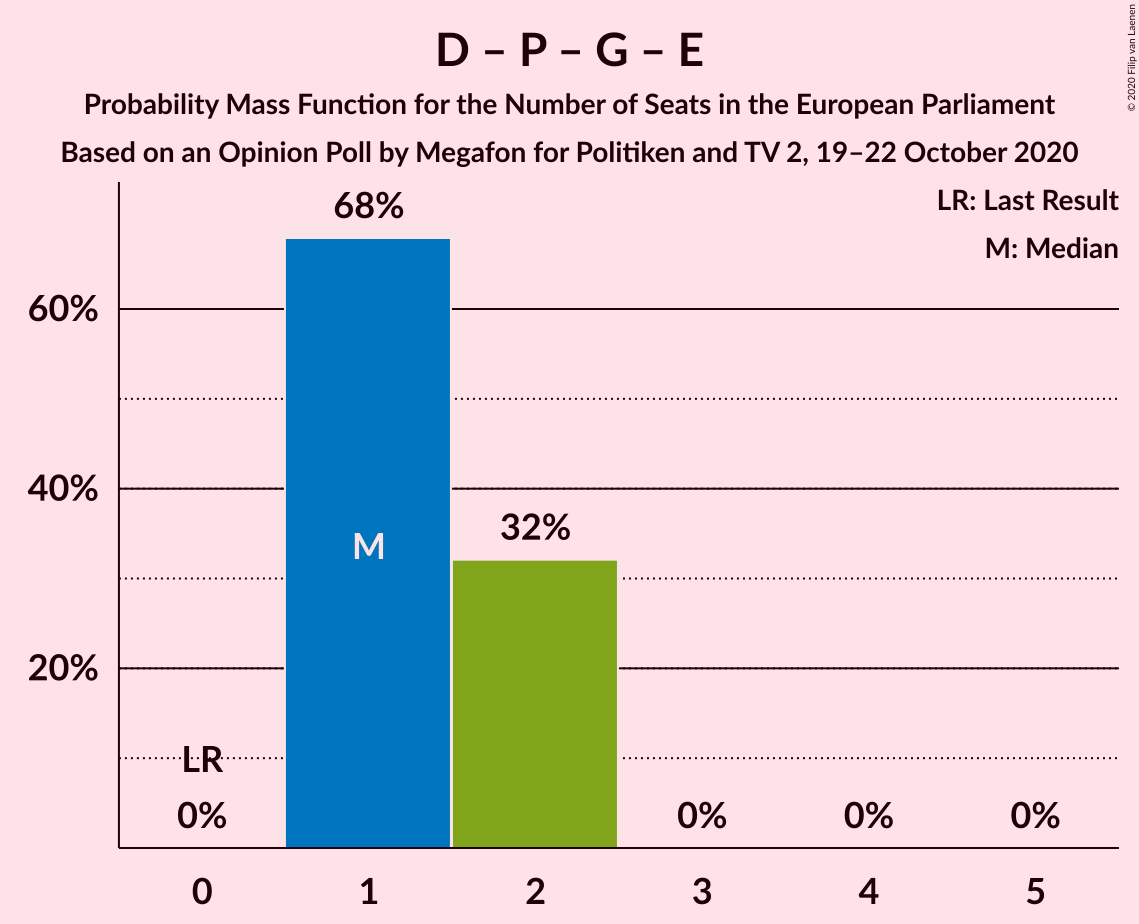 D – P – G – E
Probability Mass Function for the Number of Seats in the European Parliament
Based on an Opinion Poll by Megafon for Politiken and TV 2, 19–22 October 2020
© 2020 Filip van Laenen
LR: Last Result
M: Median
68%
60%
40%
32%
M
20%
LR
0%
0%
0%
0%
0
1
2
3
4
5